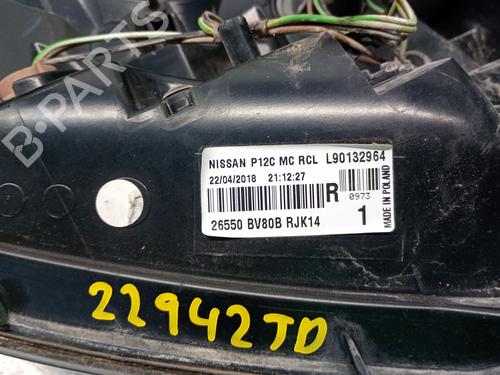 NISSAN P12C MC RCL L90132964
22/04/2018 21:12:27
R
0973
26550 BV80B RJK14
1
MADE IN POLAND
22942JD